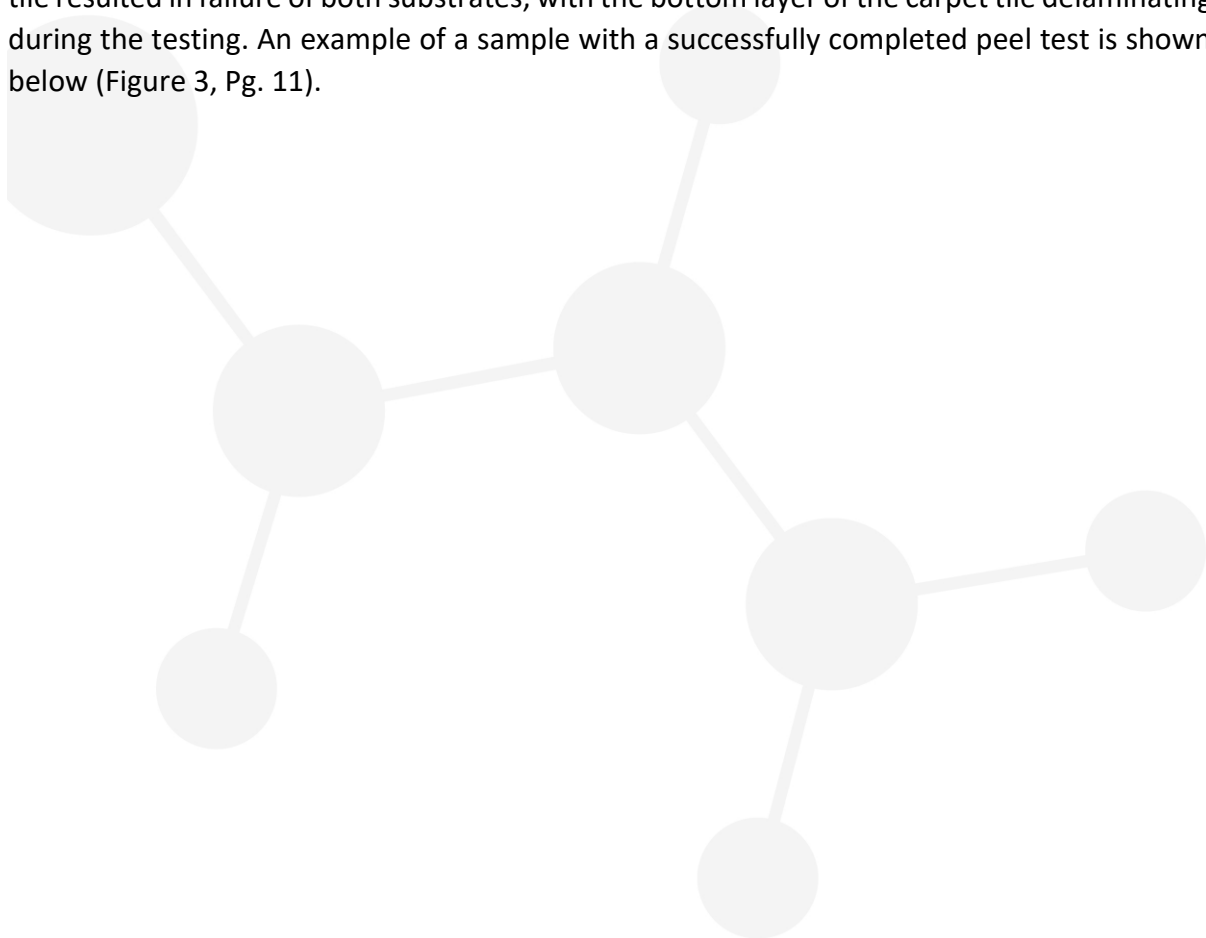 tile resulted in failure of both substrates, with the bottom layer of the carpet tile delaminating
during the testing. An example of a sample with a successfully completed peel test is shown
below (Figure 3, Pg. 11).